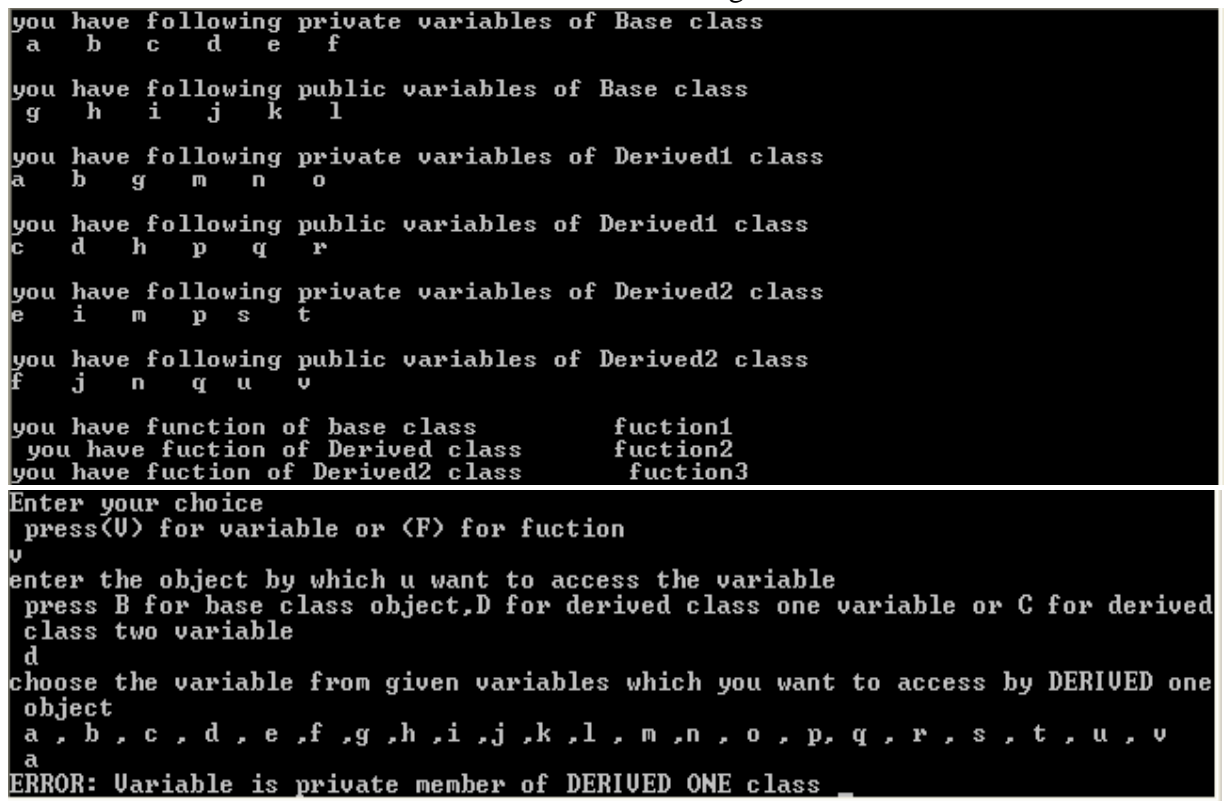 you have following private variables of Base class
a b c d e f
you have following public variables of Base class
g h i j k l
you have following private variables of Derived1 class
a b g m n o
you have following public variables of Derived1 class
c d h p q r
you have following private variables of Derived2 class
e i m p s t
you have following public variables of Derived2 class
f j n q u v
you have function of base class fuction1
you have fuction of Derived class fuction2
you have fuction of Derived2 class fuction3
Enter your choice
press(V) for variable or (F) for fuction
v
enter the object by which u want to access the variable
press B for base class object,D for derived class one variable or C for derived
class two variable
d
choose the variable from given variables which you want to access by DERIVED one
object
a , b , c , d , e ,f ,g ,h ,i ,j ,k ,l , m ,n , o , p, q , r , s , t , u , v
a
ERROR: Variable is private member of DERIVED ONE class _